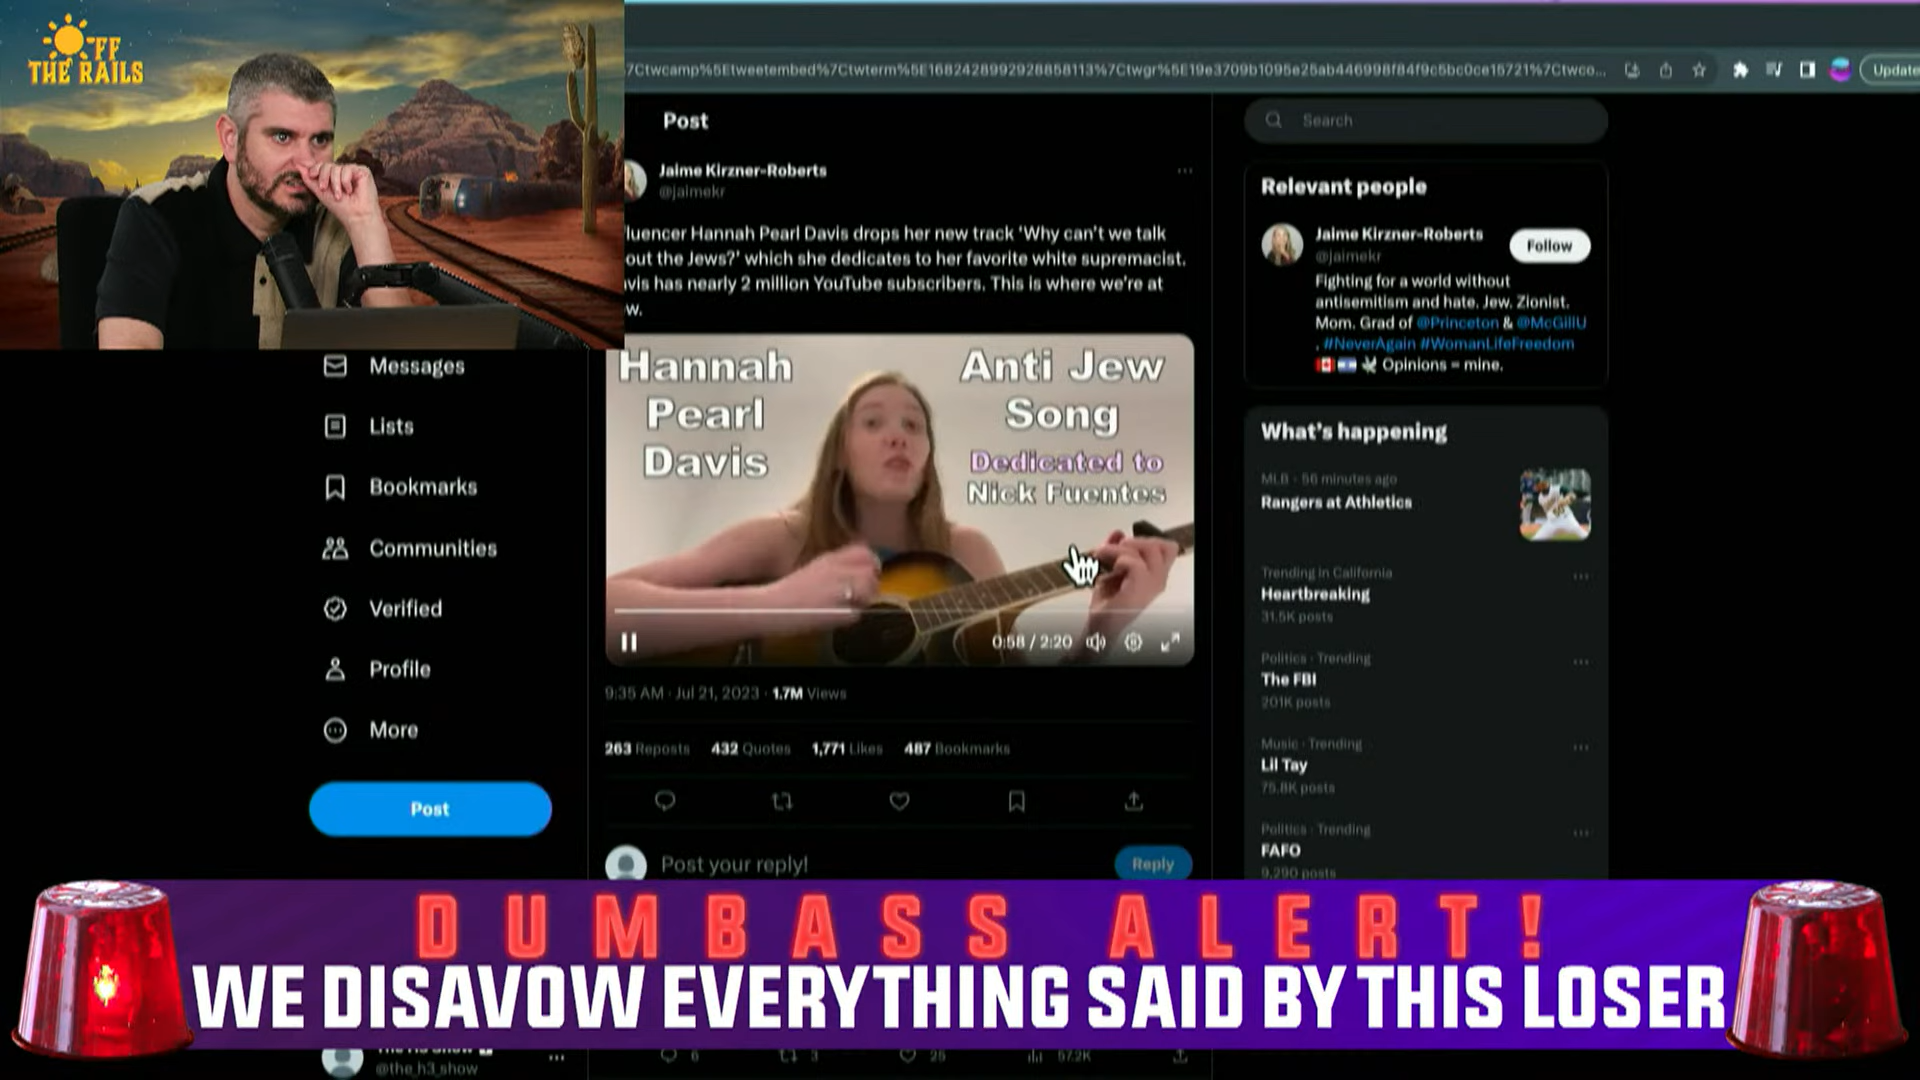 OFF
THE RAILS
7Ctwcamp%5Etweetembed%7Ctwterm%5E1682428992928858113%7Ctwgr%5E19e3709b1095e25ab446998f84f9c5bc0ce15721%7Ctwco...
Update
Post
Search
Jaime Kirzner-Roberts
@jaimekr
fluencer Hannah Pearl Davis drops her new track 'Why can't we talk
out the Jews?' which she dedicates to her favorite white supremacist.
vis has nearly 2 million YouTube subscribers. This is where we're at
w.
Hannah
Pearl
Davis
Anti Jew
Song
Dedicated to
Nick Fuentes
0:58 / 2:20
9:35 AM · Jul 21, 2023 · 1.7M Views
263 Reposts 432 Quotes 1,771 Likes 487 Bookmarks
Post your reply!
Reply
Messages
Lists
Bookmarks
Communities
Verified
Profile
More
Post
Relevant people
Jaime Kirzner-Roberts
@jaimekr
Follow
Fighting for a world without
antisemitism and hate. Jew. Zionist.
Mom. Grad of @Princeton & @McGillU
. #NeverAgain #WomanLifeFreedom
Opinions = mine.
What's happening
MLB · 56 minutes ago
Rangers at Athletics
Trending in California
Heartbreaking
31.5K posts
Politics · Trending
The FBI
201K posts
Music · Trending
Lil Tay
75.8K posts
Politics · Trending
FAFO
9,290 posts
DUMBASS ALERT!
WE DISAVOW EVERYTHING SAID BY THIS LOSER
The H3 Show
@the_h3_show
6 3 25 57.2K